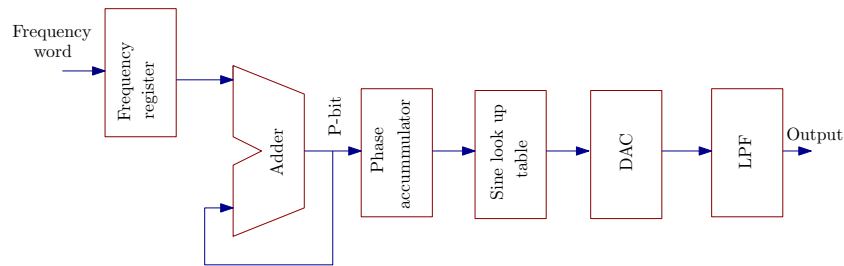 Frequency
word
Frequency
register
Adder
P-bit
Phase
accummulator
Sine look up
table
DAC
LPF
Output